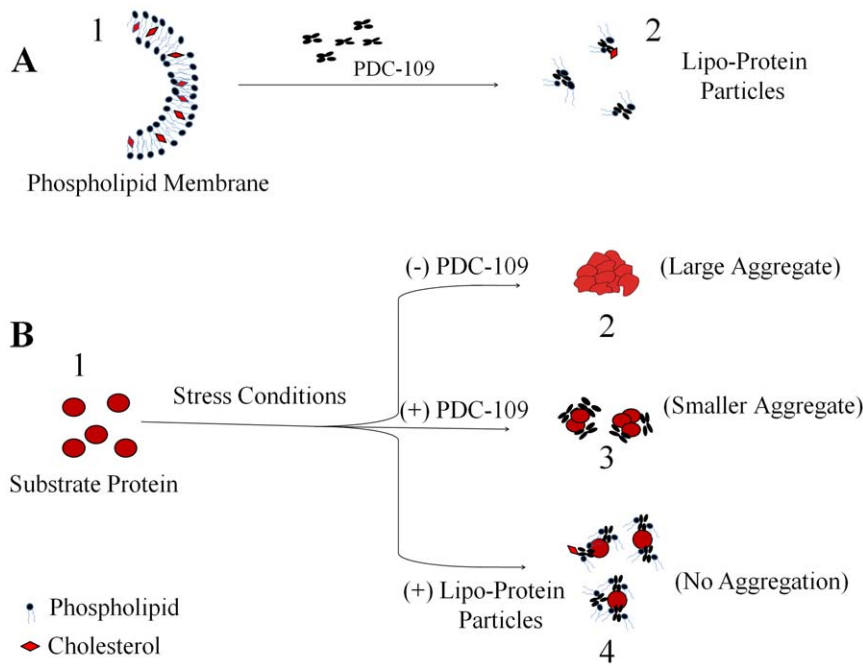 1
2
A
PDC-109
Lipo-Protein
Particles
Phospholipid Membrane
(-) PDC-109
(Large Aggregate)
2
B
1
Stress Conditions
(+) PDC-109
(Smaller Aggregate)
3
Substrate Protein
(+) Lipo-Protein
Particles
(No Aggregation)
4
Phospholipid
Cholesterol